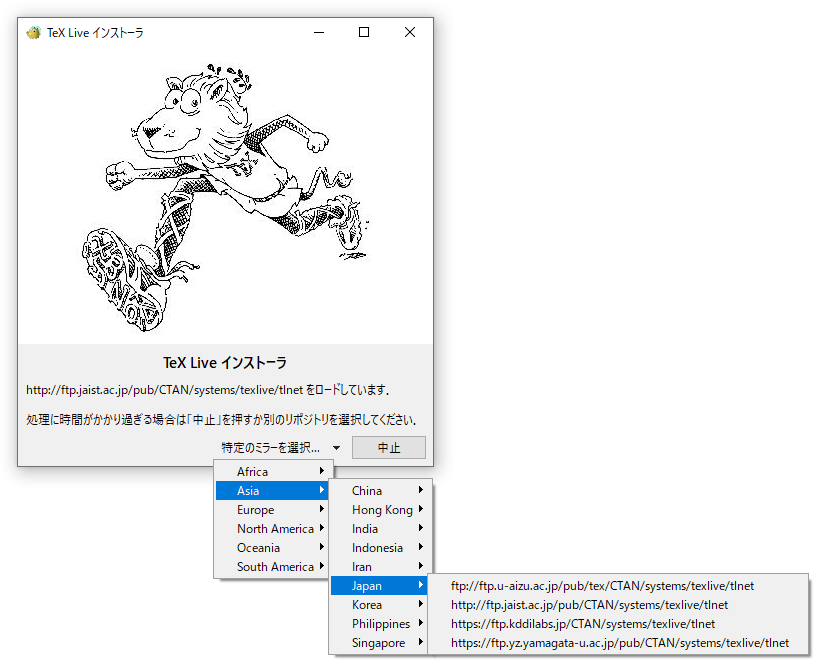 TeX Live インストーラ
TeX Live インストーラ
http://ftp.jaist.ac.jp/pub/CTAN/systems/texlive/tlnet をロードしています.
処理に時間がかかり過ぎる場合は「中止」を押すか別のリポジトリを選択してください.
特定のミラーを選択... 中止
Africa
Asia
Europe
North America
Oceania
South America
China
Hong Kong
India
Indonesia
Iran
Japan
Korea
Philippines
Singapore
ftp://ftp.u-aizu.ac.jp/pub/tex/CTAN/systems/texlive/tlnet
http://ftp.jaist.ac.jp/pub/CTAN/systems/texlive/tlnet
https://ftp.kddilabs.jp/CTAN/systems/texlive/tlnet
https://ftp.yz.yamagata-u.ac.jp/pub/CTAN/systems/texlive/tlnet